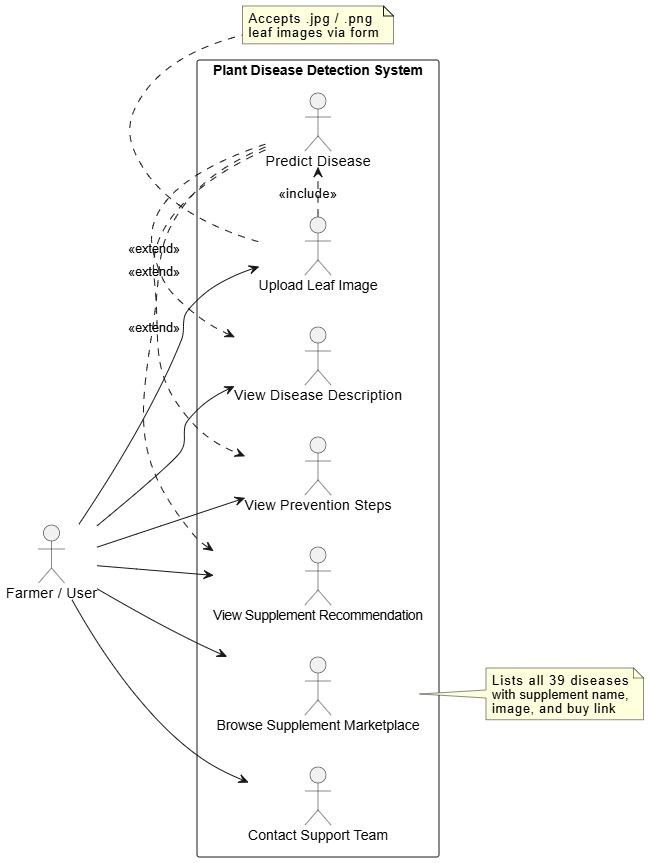 Accepts .jpg / .png
leaf images via form
Plant Disease Detection System
Predict Disease
«include»
«extend»
«extend»
Upload Leaf Image
«extend»
View Disease Description
View Prevention Steps
Farmer / User
View Supplement Recommendation
Lists all 39 diseases
with supplement name,
image, and buy link
Browse Supplement Marketplace
Contact Support Team